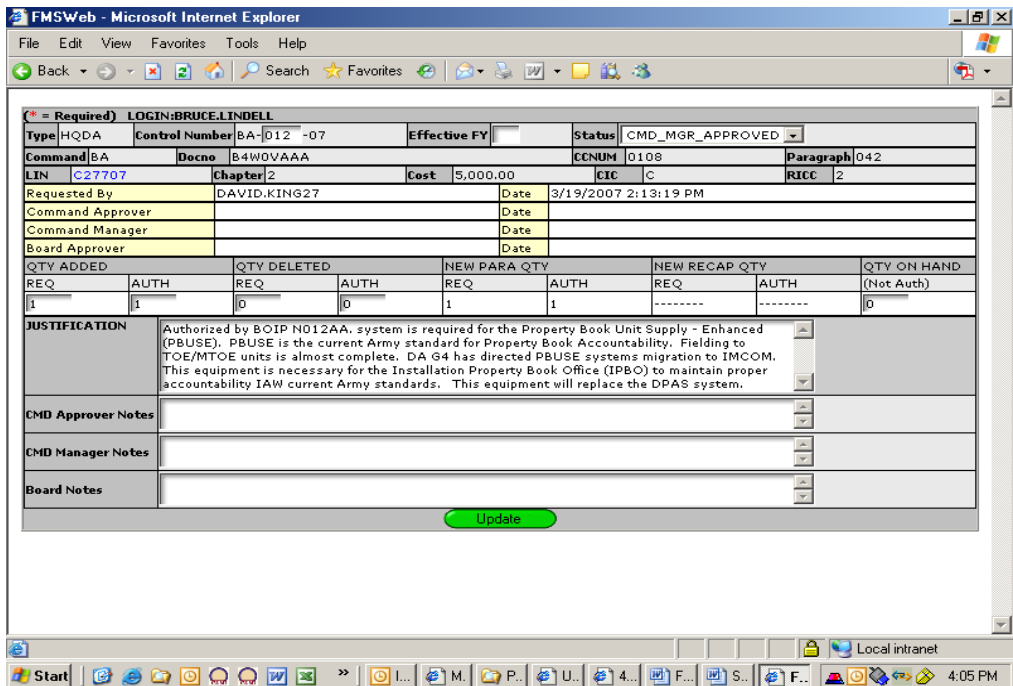 FMSWeb - Microsoft Internet Explorer
File Edit View Favorites Tools Help
Back Search Favorites
(* = Required) LOGIN:BRUCE.LINDELL
Type HQDA Control Number BA- 012 -07 Effective FY Status CMD_MGR_APPROVED
Command BA Docno B4W0VAAA CCNUM 0108 Paragraph 042
LIN C27707 Chapter 2 Cost 5,000.00 CIC C RICC 2
Requested By DAVID.KING27 Date 3/19/2007 2:13:19 PM
Command Approver Date
Command Manager Date
Board Approver Date
QTY ADDED QTY DELETED NEW PARA QTY NEW RECAP QTY QTY ON HAND
REQ AUTH REQ AUTH REQ AUTH REQ AUTH (Not Auth)
1 1 0 0 1 1 -------- -------- 0
JUSTIFICATION
Authorized by BOIP N012AA. system is required for the Property Book Unit Supply - Enhanced
(PBUSE). PBUSE is the current Army standard for Property Book Accountability. Fielding to
TOE/MTOE units is almost complete. DA G4 has directed PBUSE systems migration to IMCOM.
This equipment is necessary for the Installation Property Book Office (IPBO) to maintain proper
accountability IAW current Army standards. This equipment will replace the DPAS system.
CMD Approver Notes
CMD Manager Notes
Board Notes
Update
Local intranet
Start » I... M. P.. U.. 4... F... S.. F.. 4:05 PM